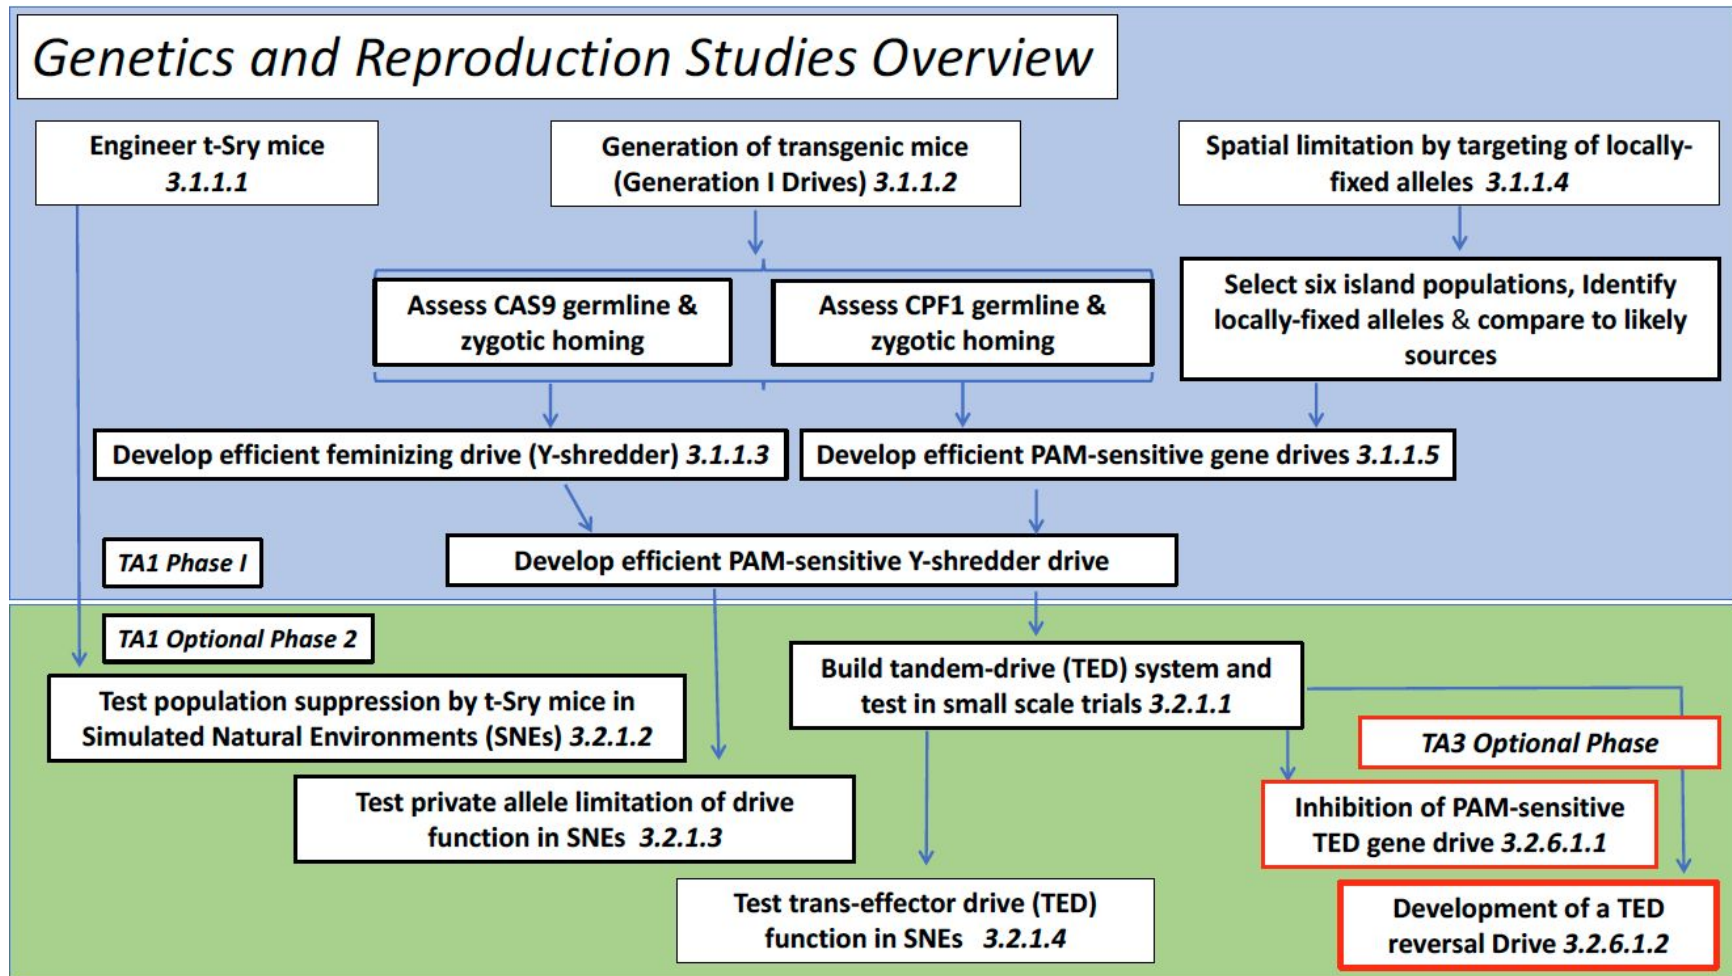 Genetics and Reproduction Studies Overview
Engineer t-Sry mice
3.1.1.1
Generation of transgenic mice
(Generation I Drives) 3.1.1.2
Spatial limitation by targeting of locally-
fixed alleles 3.1.1.4
Assess CAS9 germline &
zygotic homing
Assess CPF1 germline &
zygotic homing
Select six island populations, Identify
locally-fixed alleles & compare to likely
sources
Develop efficient feminizing drive (Y-shredder) 3.1.1.3
Develop efficient PAM-sensitive gene drives 3.1.1.5
TA1 Phase I
Develop efficient PAM-sensitive Y-shredder drive
TA1 Optional Phase 2
Test population suppression by t-Sry mice in
Simulated Natural Environments (SNEs) 3.2.1.2
Build tandem-drive (TED) system and
test in small scale trials 3.2.1.1
TA3 Optional Phase
Test private allele limitation of drive
function in SNEs 3.2.1.3
Inhibition of PAM-sensitive
TED gene drive 3.2.6.1.1
Test trans-effector drive (TED)
function in SNEs 3.2.1.4
Development of a TED
reversal Drive 3.2.6.1.2